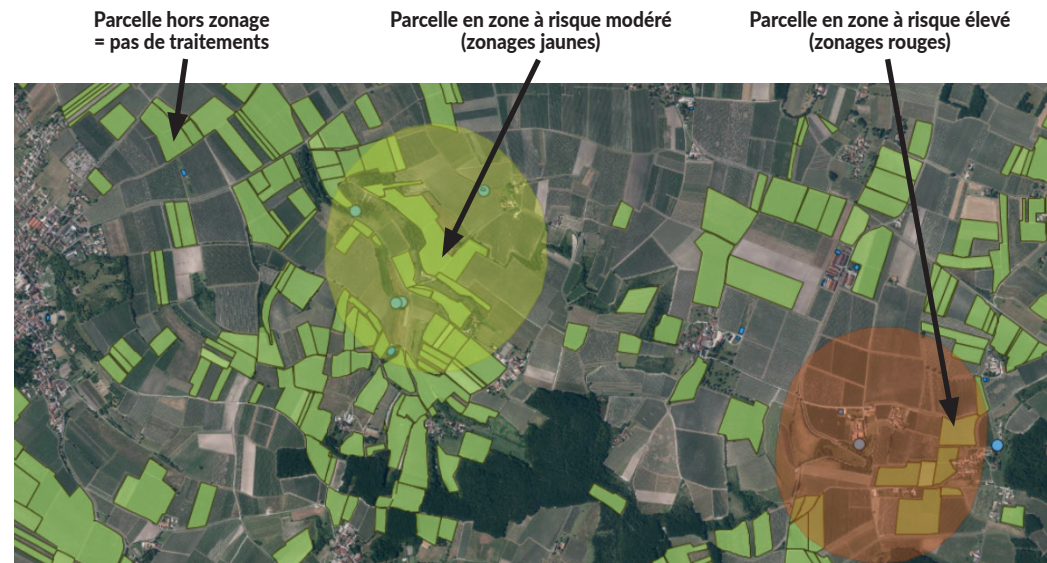 Parcelle hors zonage
= pas de traitements
Parcelle en zone à risque modéré
(zonages jaunes)
Parcelle en zone à risque élevé
(zonages rouges)